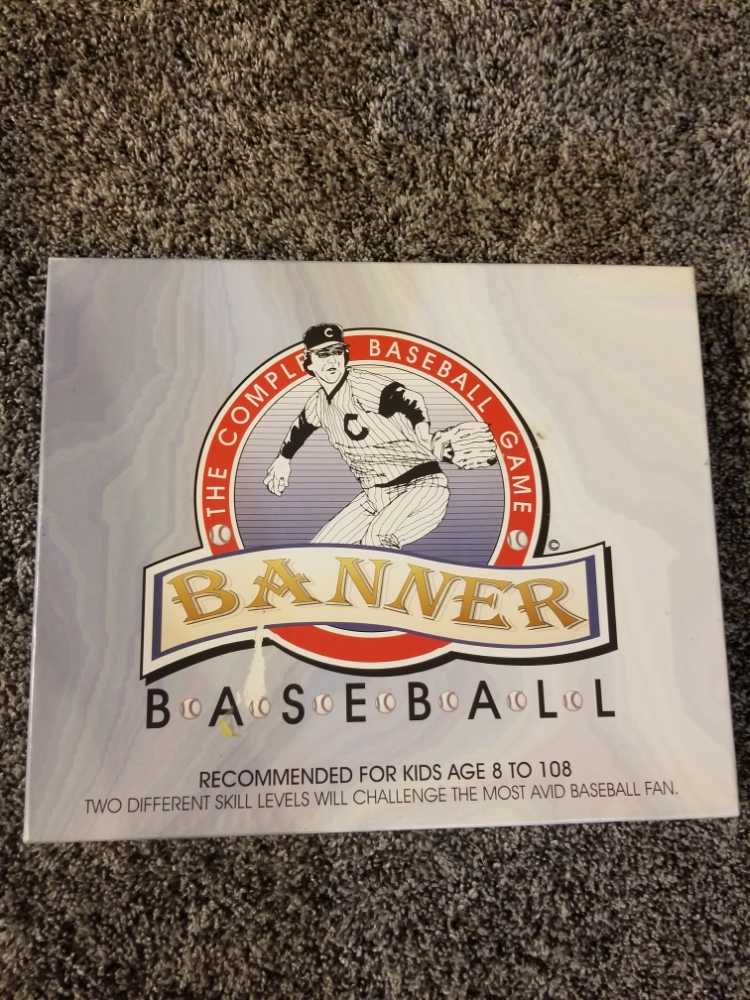 C
THE COMPLE BASEBALL GAME
C
©
BANNER
BASEBALL
RECOMMENDED FOR KIDS AGE 8 TO 108
TWO DIFFERENT SKILL LEVELS WILL CHALLENGE THE MOST AVID BASEBALL FAN.